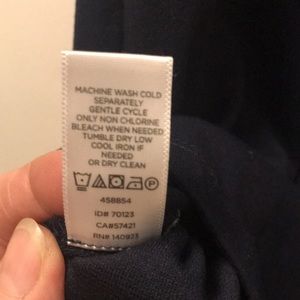 MACHINE WASH COLD
SEPARATELY
GENTLE CYCLE
ONLY NON CHLORINE
BLEACH WHEN NEEDED
TUMBLE DRY LOW
COOL IRON IF
NEEDED
OR DRY CLEAN
458854
ID# 70123
CA#57421
RN# 140923